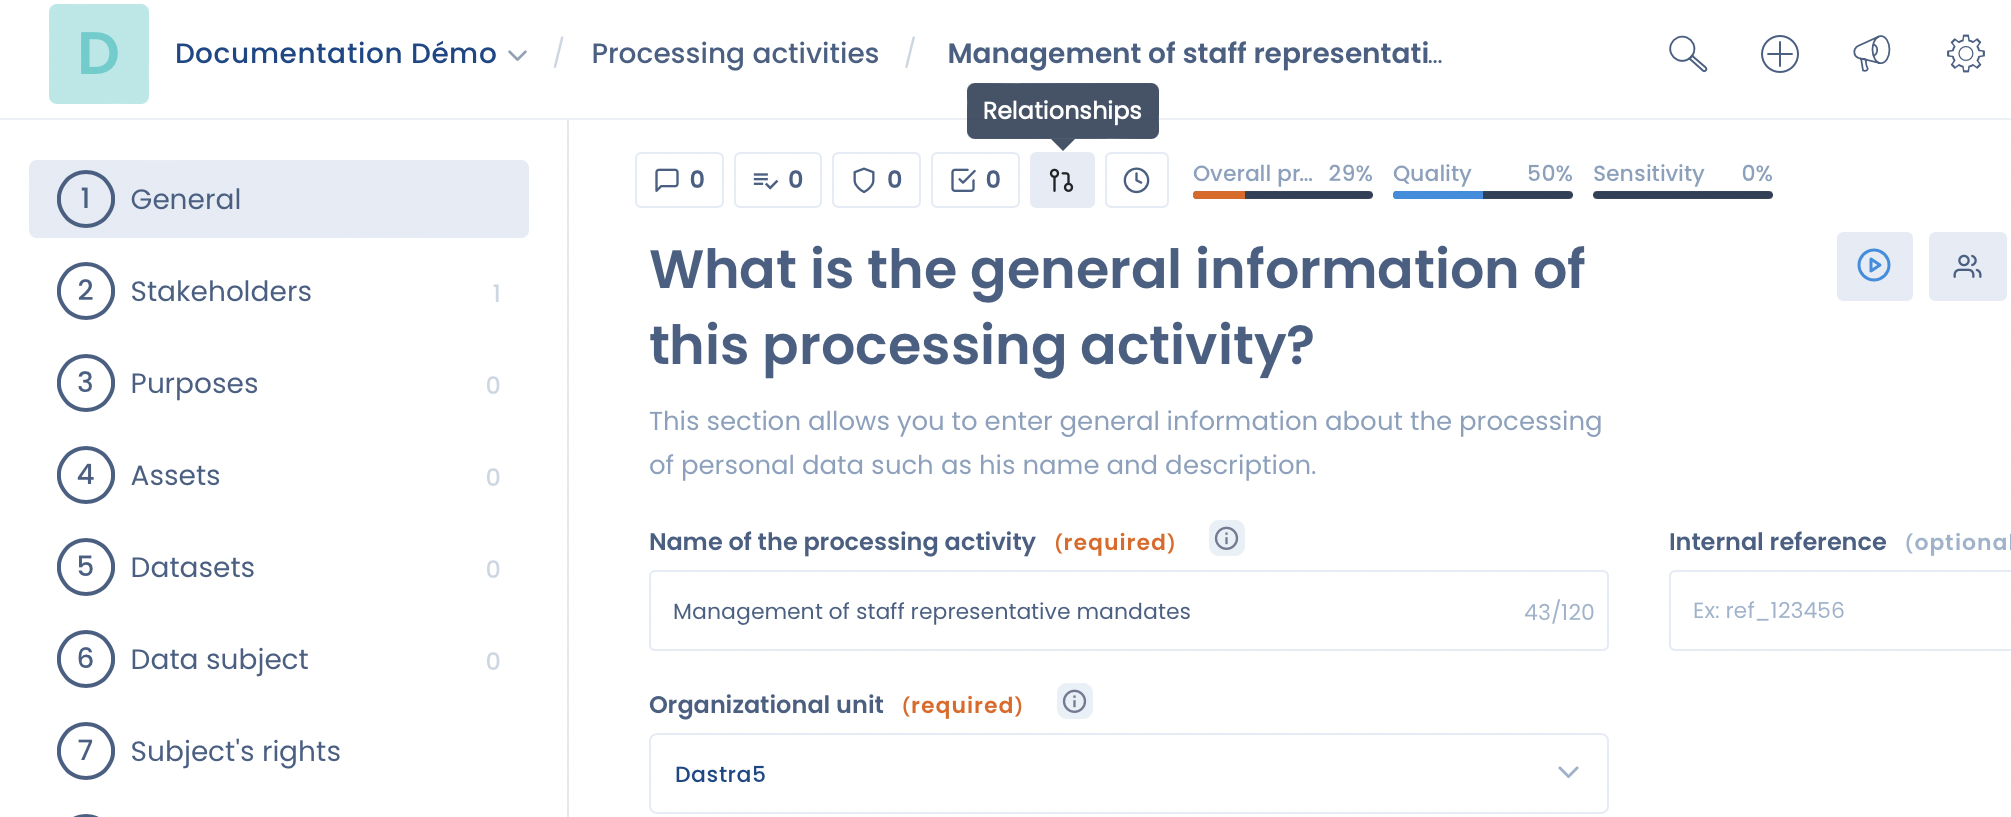 D
Documentation Démo / Processing activities / Management of staff representati...
Relationships
0 0 0 0
Overall pr... 29% Quality 50% Sensitivity 0%
1 General
2 Stakeholders 1
3 Purposes 0
4 Assets 0
5 Datasets 0
6 Data subject 0
7 Subject's rights
What is the general information of
this processing activity?
This section allows you to enter general information about the processing
of personal data such as his name and description.
Name of the processing activity (required)
Management of staff representative mandates 43/120
Internal reference (optional
Ex: ref_123456
Organizational unit (required)
Dastra5